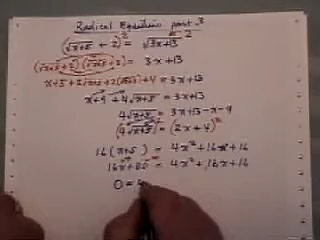 Radical Equations part 3
(√x+5 + 2)² = √3x+13 ²
(√x+5 + 2)(√x+5 + 2) = 3x+13
x+5+2√x+5 +2 +4 = 3x+13
x+9 +4√x+5 = 3x+13
4√x+5 = 3x+13-x-9
(4√x+5)² = (2x+4)²
16(x+5) = 4x²+16x+16
16x+80 = 4x²+16x+16
0=4